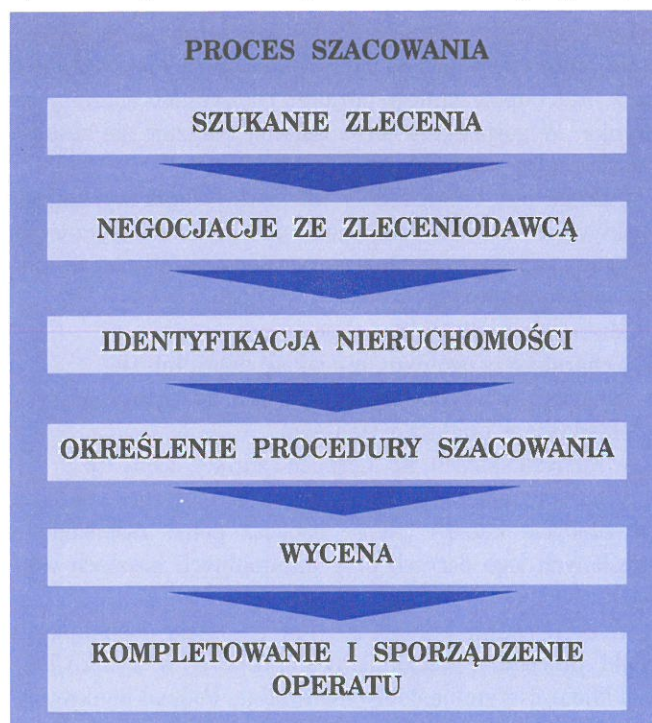 PROCES SZACOWANIA
SZUKANIE ZLECENIA
NEGOCJACJE ZE ZLECENIODAWCĄ
IDENTYFIKACJA NIERUCHOMOŚCI
OKREŚLENIE PROCEDURY SZACOWANIA
WYCENA
KOMPLETOWANIE I SPORZĄDZENIE
OPERATU